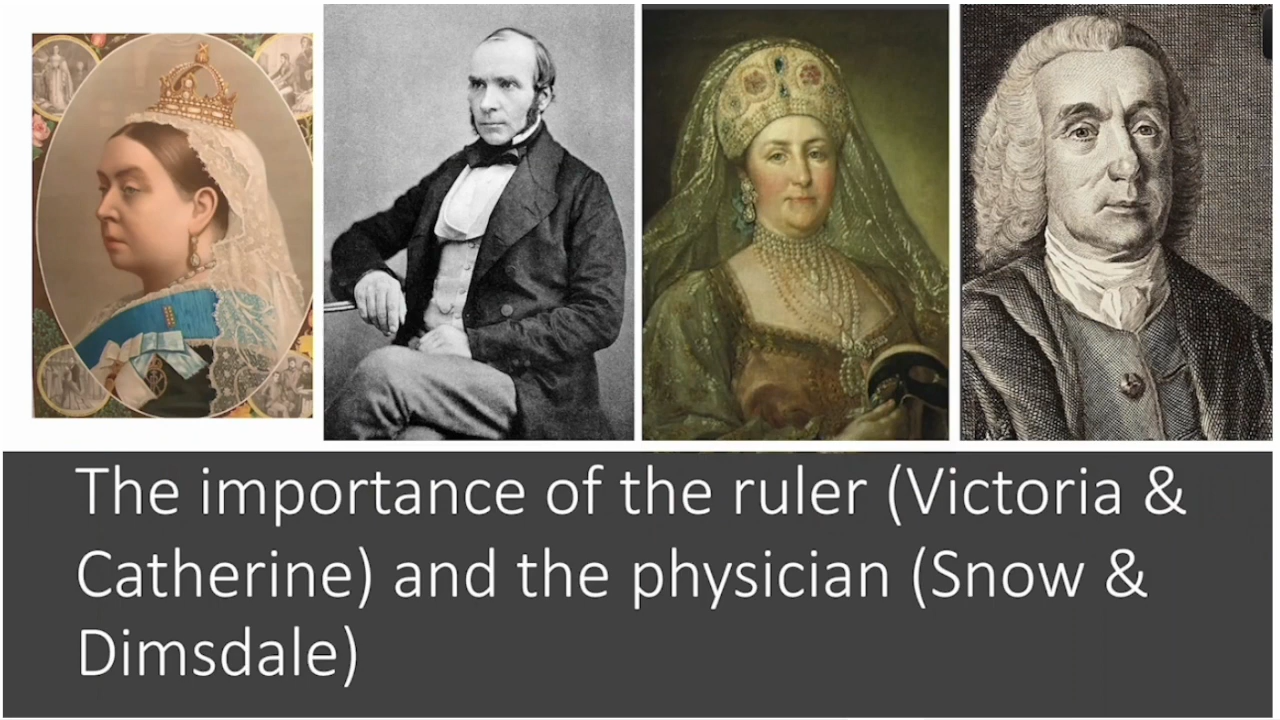 The importance of the ruler (Victoria &
Catherine) and the physician (Snow &
Dimsdale)